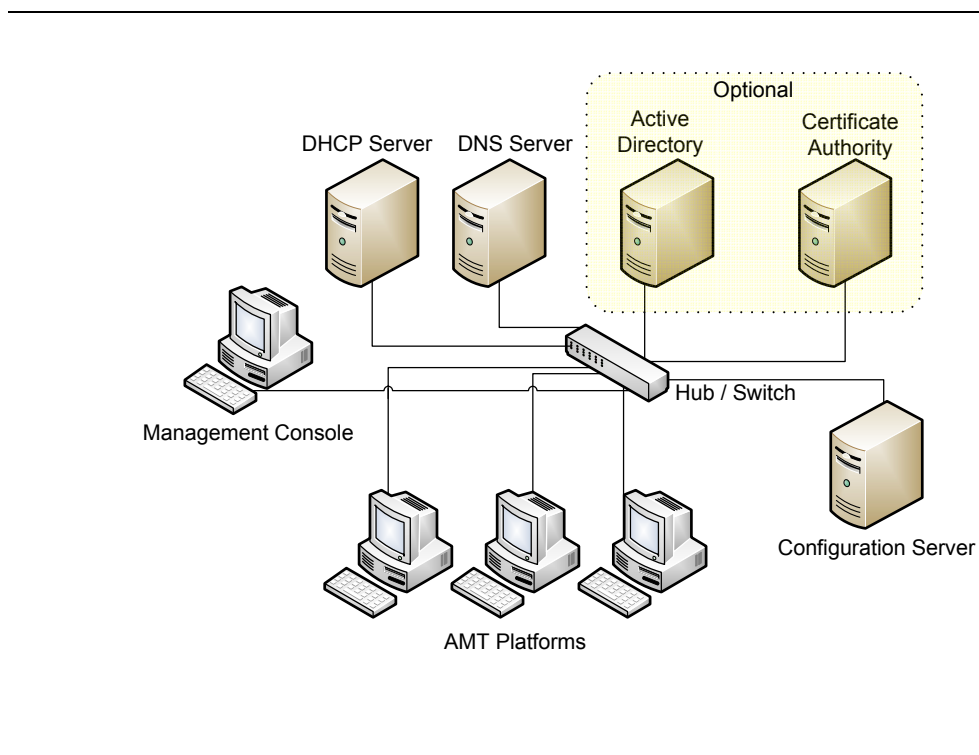 Optional
DHCP Server
DNS Server
Active
Directory
Certificate
Authority
Hub / Switch
Management Console
Configuration Server
AMT Platforms